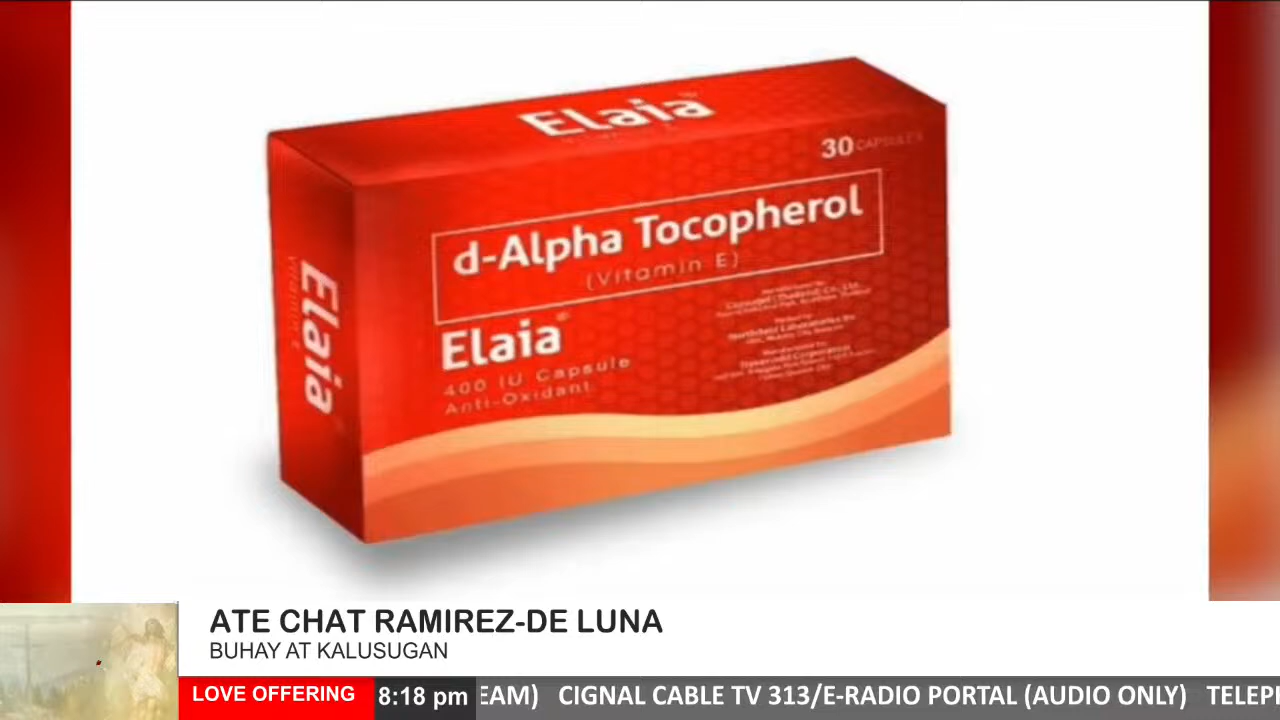 Elaia
30 CAPSULES
d-Alpha Tocopherol
(Vitamin E)
Elaia
400 IU Capsule
Anti-Oxidant
Elaia
ATE CHAT RAMIREZ-DE LUNA
BUHAY AT KALUSUGAN
LOVE OFFERING
8:18 pm
EAM) CIGNAL CABLE TV 313/E-RADIO PORTAL (AUDIO ONLY)